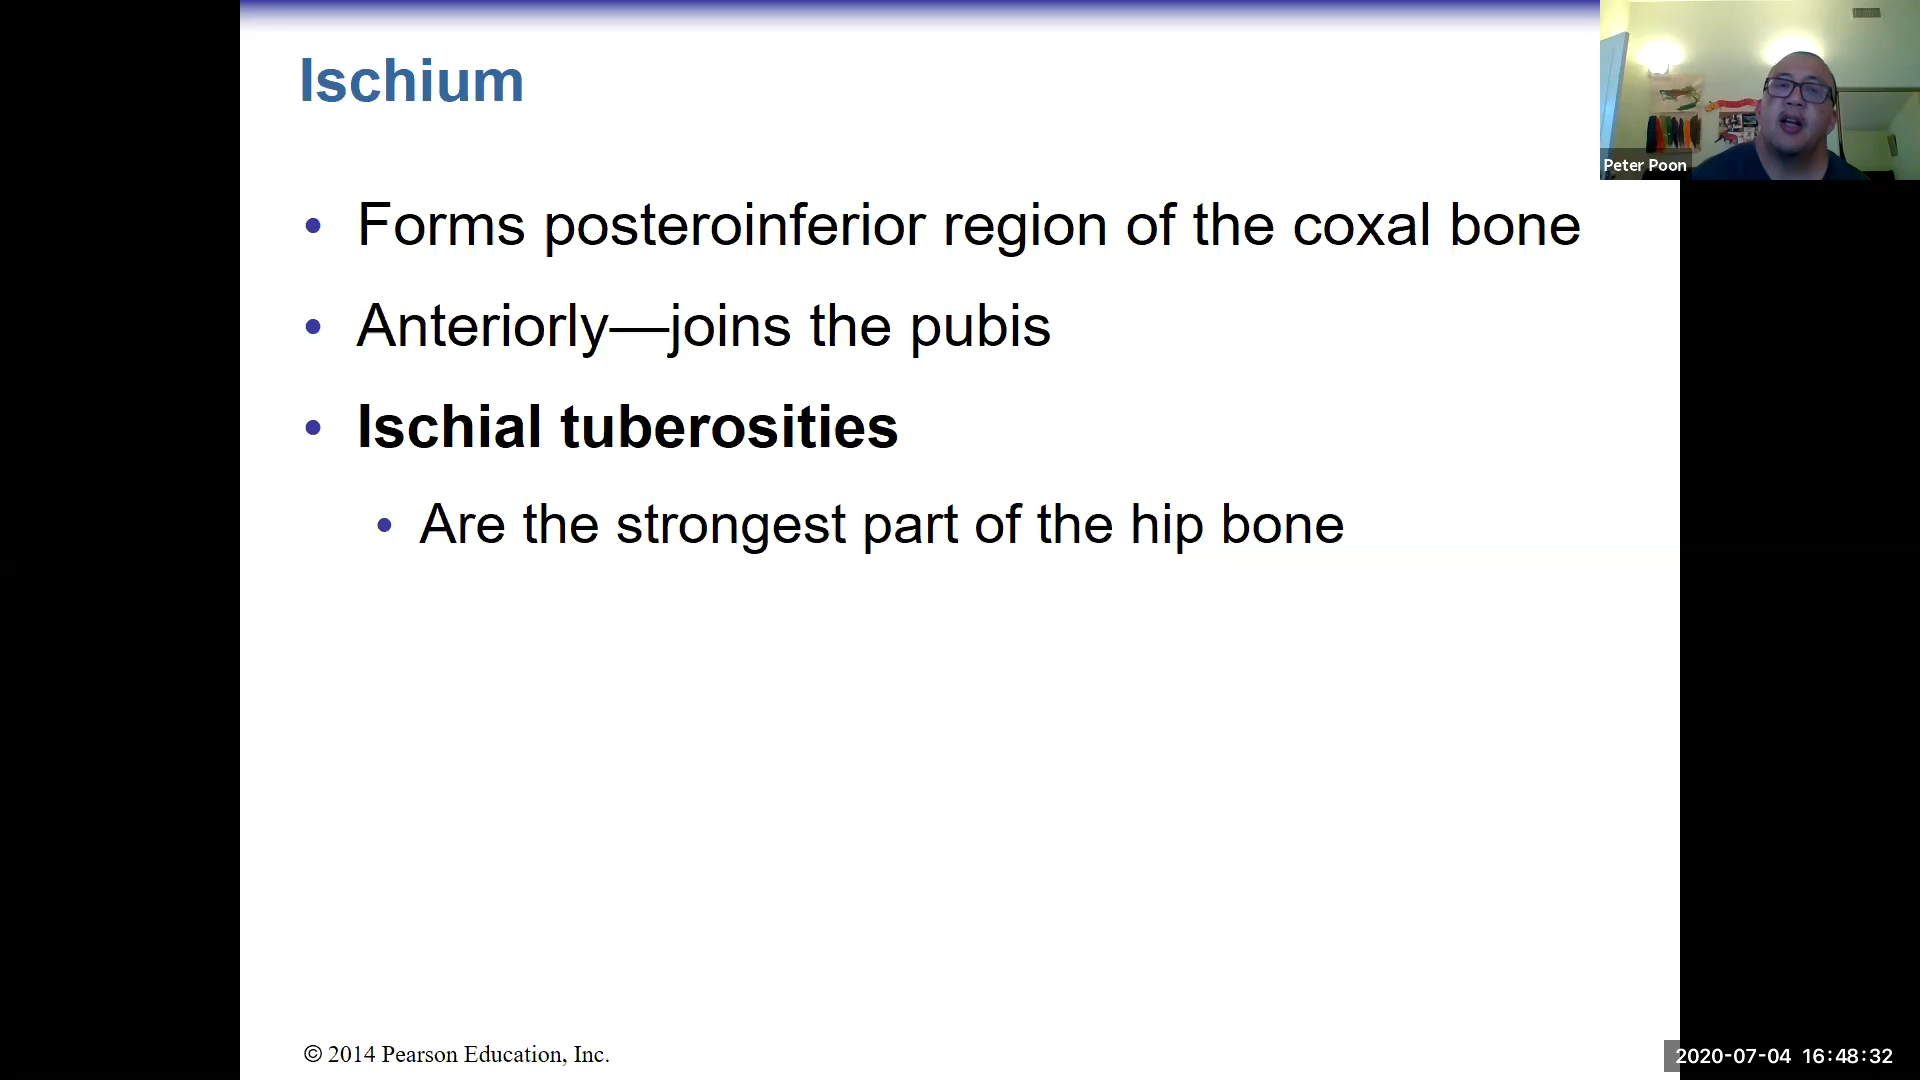 Ischium
Peter Poon
• Forms posteroinferior region of the coxal bone
• Anteriorly—joins the pubis
• Ischial tuberosities
• Are the strongest part of the hip bone
© 2014 Pearson Education, Inc.
2020-07-04 16:48:32